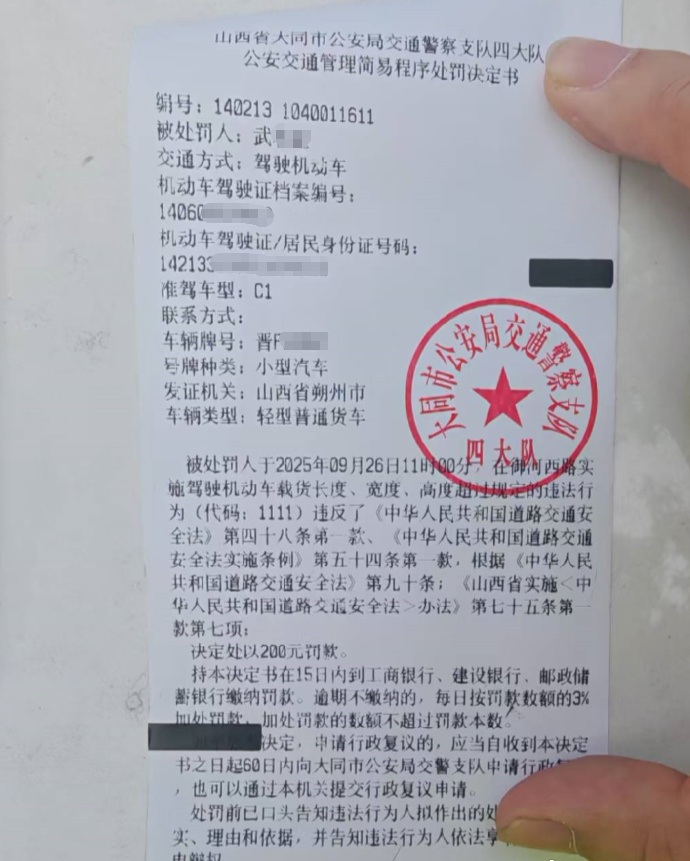 山西省大同市公安局交通警察支队四大队
公安交通管理简易程序处罚决定书
编号：140213 1040011611
被处罚人：武
交通方式：驾驶机动车
机动车驾驶证档案编号：
14060
机动车驾驶证/居民身份证号码：
142133
准驾车型：C1
联系方式：
车辆牌号：晋F
号牌种类：小型汽车
发证机关：山西省朔州市
车辆类型：轻型普通货车
大同市公安局交通警察支队
四大队
被处罚人于2025年09月26日11时00分，在御河西路实
施驾驶机动车载货长度、宽度、高度超过规定的违法行
为（代码：1111）违反了《中华人民共和国道路交通安
全法》第四十八条第一款、《中华人民共和国道路交通
安全法实施条例》第五十四条第一款，根据《中华人民
共和国道路交通安全法》第九十条；《山西省实施<中
华人民共和国道路交通安全法>办法》第七十五条第一
款第七项；
决定处以200元罚款。
持本决定书在15日内到工商银行、建设银行、邮政储
蓄银行缴纳罚款。逾期不缴纳的，每日按罚款数额的3%
加处罚款，加处罚款的数额不超过罚款本数。
决定，申请行政复议的，应当自收到本决定
书之日起60日内向大同市公安局交警支队申请行政复
，也可以通过本机关提交行政复议申请。
处罚前已口头告知违法行为人拟作出的处
实、理由和依据，并告知违法行为人依法享